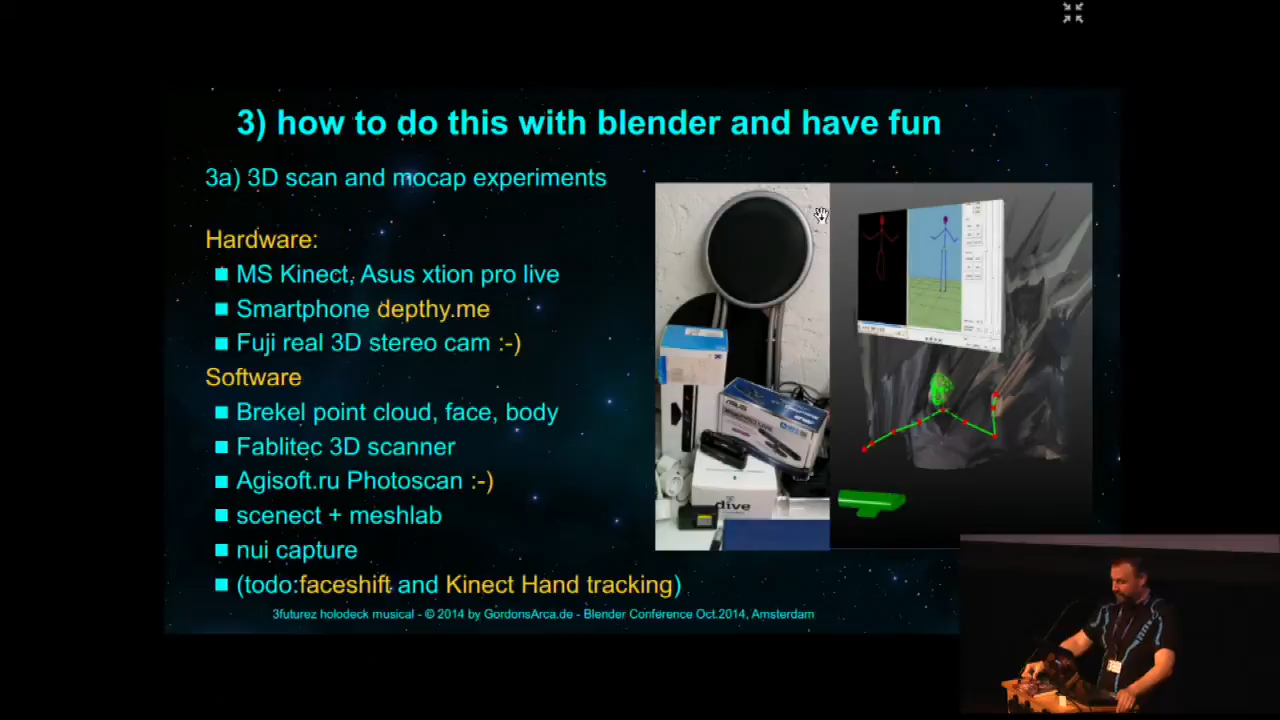 3) how to do this with blender and have fun
3a) 3D scan and mocap experiments
Hardware:
MS Kinect, Asus xtion pro live
Smartphone depthy.me
Fuji real 3D stereo cam :-)
Software
Brekel point cloud, face, body
Fablitec 3D scanner
Agisoft.ru Photoscan :-)
scenect + meshlab
nui capture
(todo:faceshift and Kinect Hand tracking)
3futurez holodeck musical - © 2014 by GordonsArca.de - Blender Conference Oct.2014, Amsterdam
ASUS
dive